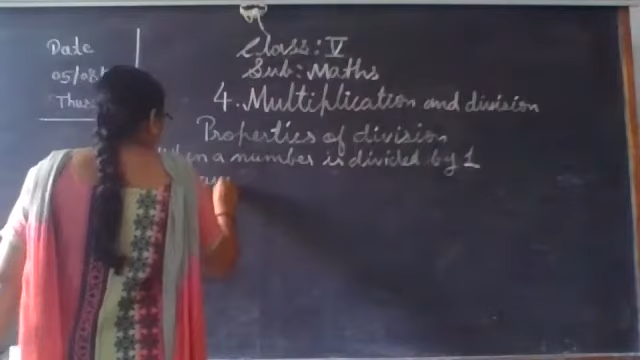 Date
05/08/
Thurs
Class: V
Sub: Maths
4. Multiplication and division
Properties of division
When a number is divided by 1